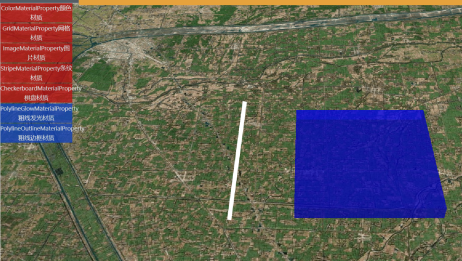 ColorMaterialProperty颜色
材质
GridMaterialProperty网格
材质
ImageMaterialProperty图
片材质
StripeMaterialProperty条纹
材质
CheckerboardMaterialProperty
棋盘材质
PolylineGlowMaterialProperty
粗线发光材质
PolylineOutlineMaterialProperty
粗线边框材质